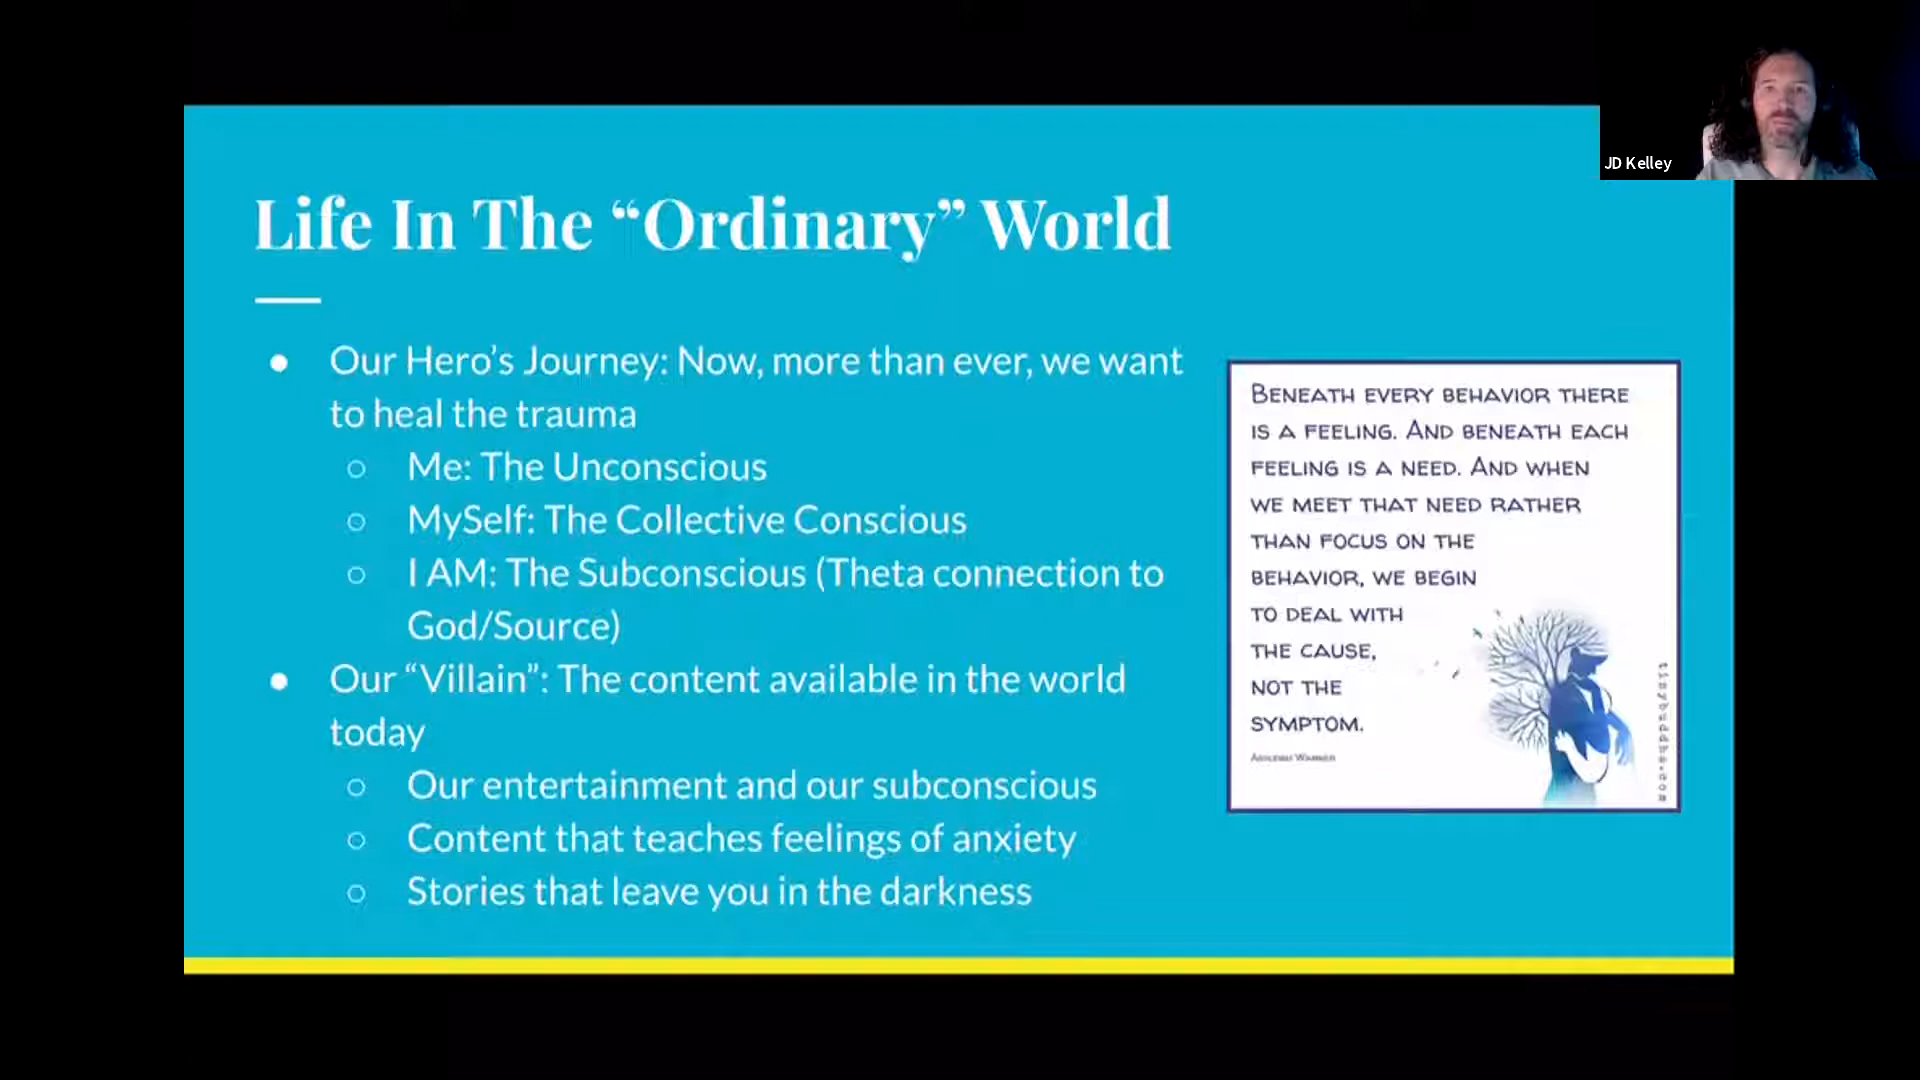 JD Kelley
Life In The “Ordinary” World
● Our Hero’s Journey: Now, more than ever, we want
to heal the trauma
○ Me: The Unconscious
○ MySelf: The Collective Conscious
○ I AM: The Subconscious (Theta connection to
God/Source)
● Our “Villain”: The content available in the world
today
○ Our entertainment and our subconscious
○ Content that teaches feelings of anxiety
○ Stories that leave you in the darkness
BENEATH EVERY BEHAVIOR THERE
IS A FEELING. AND BENEATH EACH
FEELING IS A NEED. AND WHEN
WE MEET THAT NEED RATHER
THAN FOCUS ON THE
BEHAVIOR, WE BEGIN
TO DEAL WITH
THE CAUSE,
NOT THE
SYMPTOM.
tinybuddha.com